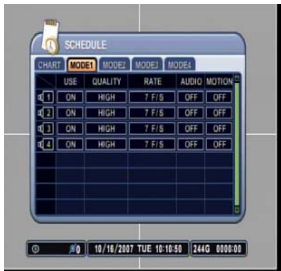 SCHEDULE
CHART MODE1 MODE2 MODE3 MODE4
USE QUALITY RATE AUDIO MOTION
1 ON HIGH 7 F/S OFF OFF
2 ON HIGH 7 F/S OFF OFF
3 ON HIGH 7 F/S OFF OFF
4 ON HIGH 7 F/S OFF OFF
0 10/16/2007 TUE 10:10:50 244G 0000:00